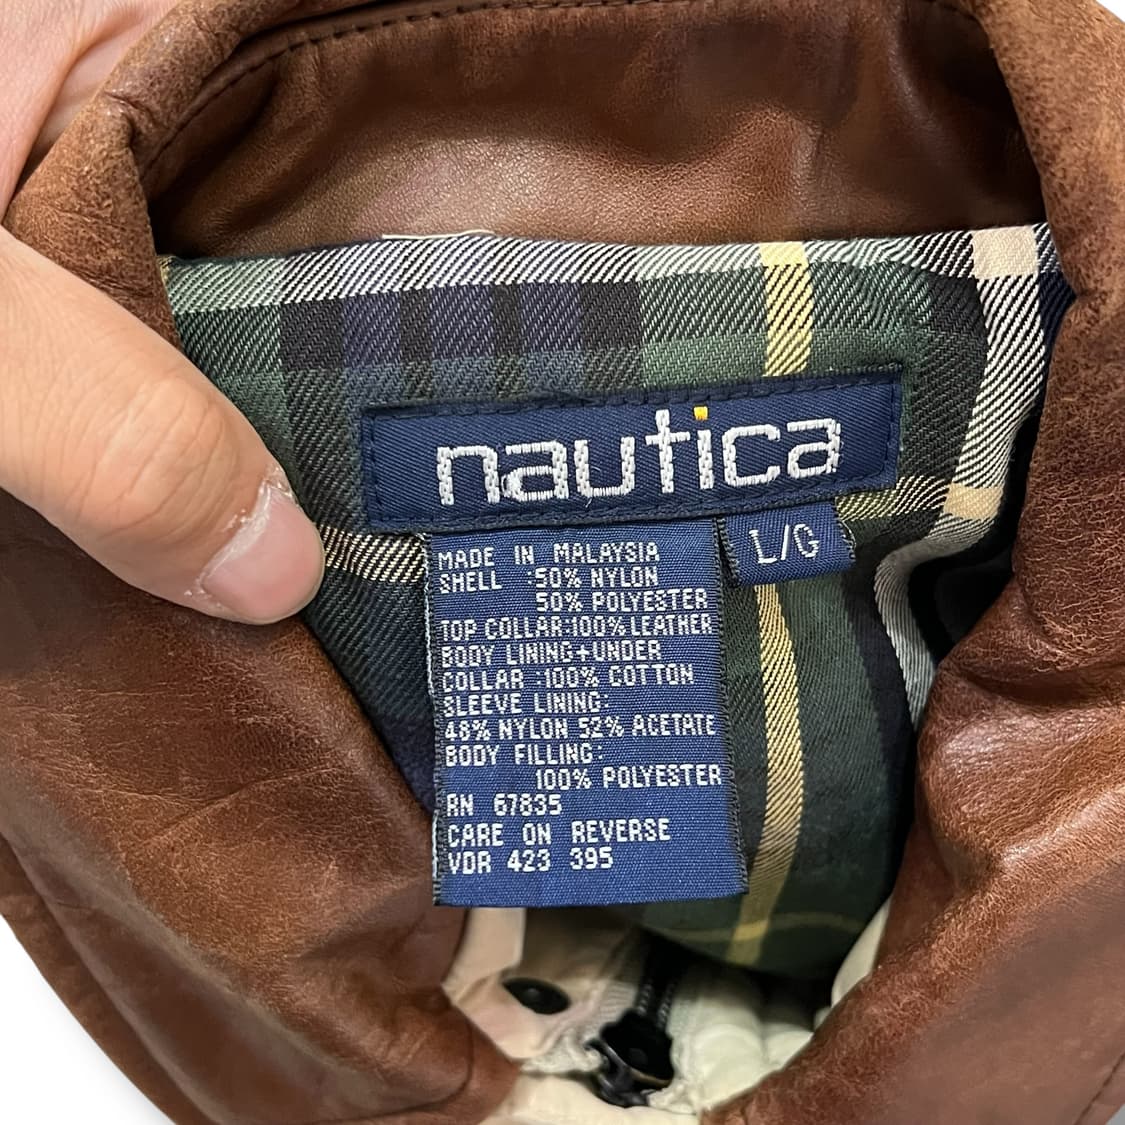 nautica
L/G
MADE IN MALAYSIA
SHELL :50% NYLON
50% POLYESTER
TOP COLLAR:100% LEATHER
BODY LINING+UNDER
COLLAR :100% COTTON
SLEEVE LINING:
48% NYLON 52% ACETATE
BODY FILLING:
100% POLYESTER
RN 67835
CARE ON REVERSE
VDR 423 395